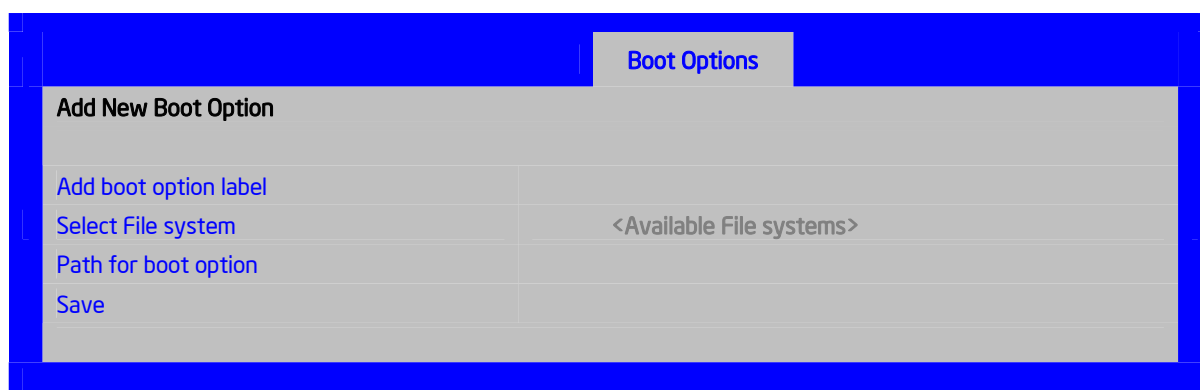 Boot Options
Add New Boot Option
Add boot option label
Select File system <Available File systems>
Path for boot option
Save